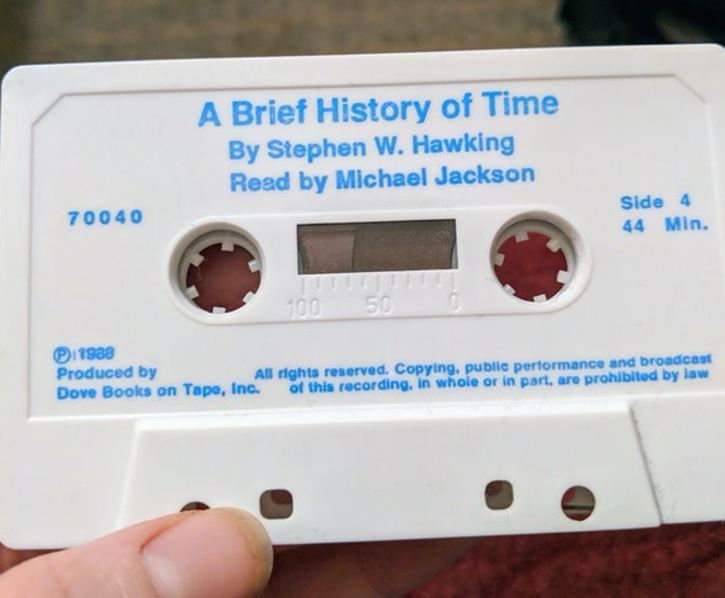 A Brief History of Time
By Stephen W. Hawking
Read by Michael Jackson
70040
Side 4
44 Min.
100 50 0
Ⓟ 1988
Produced by
Dove Books on Tape, Inc.
All rights reserved. Copying, public performance and broadcast
of this recording, in whole or in part, are prohibited by law